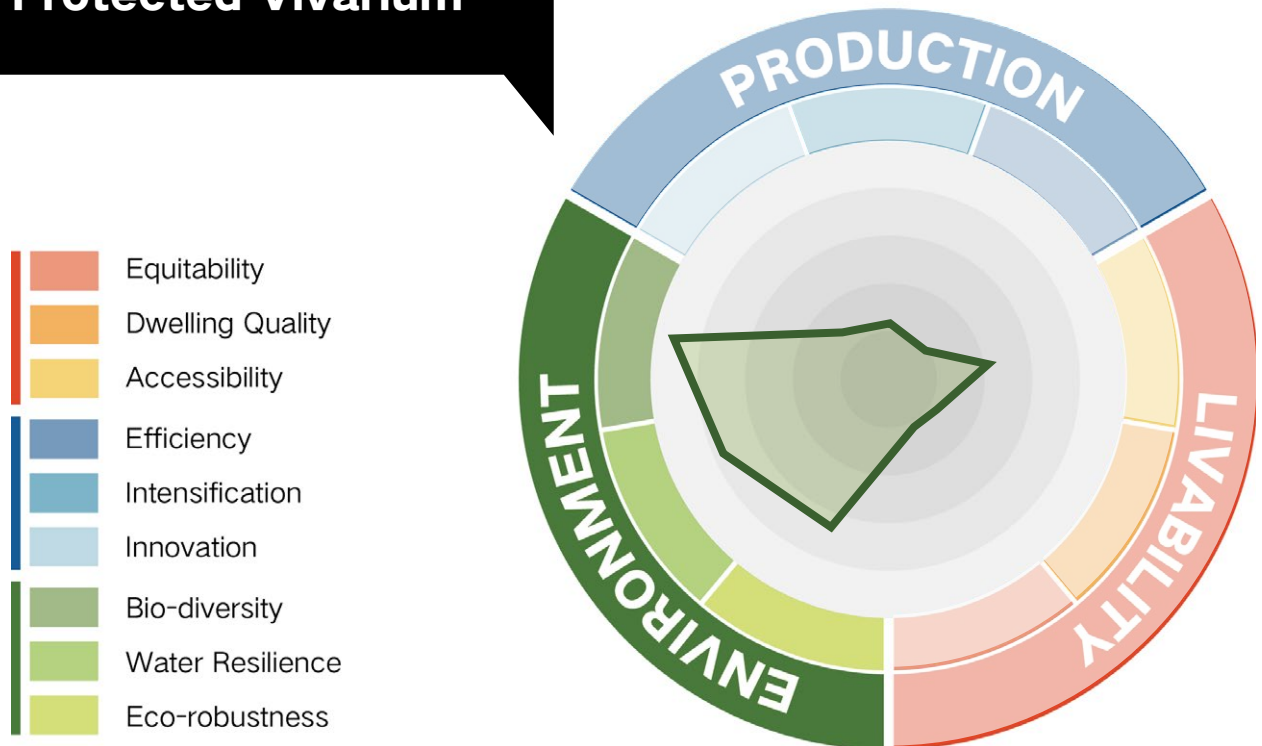 Protected Vivarium
PRODUCTION
LIVABILITY
ENVIRONMENT
Equitability
Dwelling Quality
Accessibility
Efficiency
Intensification
Innovation
Bio-diversity
Water Resilience
Eco-robustness